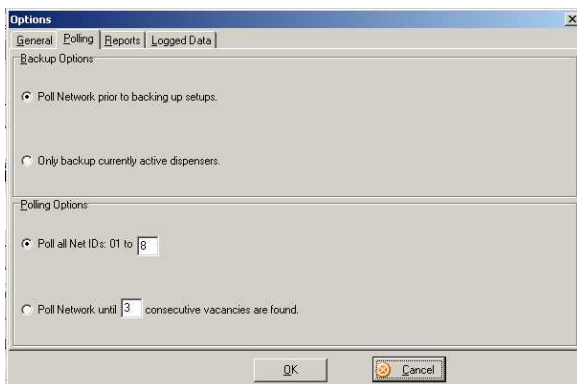 Options
General Polling Reports Logged Data
Backup Options
Poll Network prior to backing up setups.
Only backup currently active dispensers.
Polling Options
Poll all Net IDs: 01 to 8
Poll Network until 3 consecutive vacancies are found.
OK Cancel